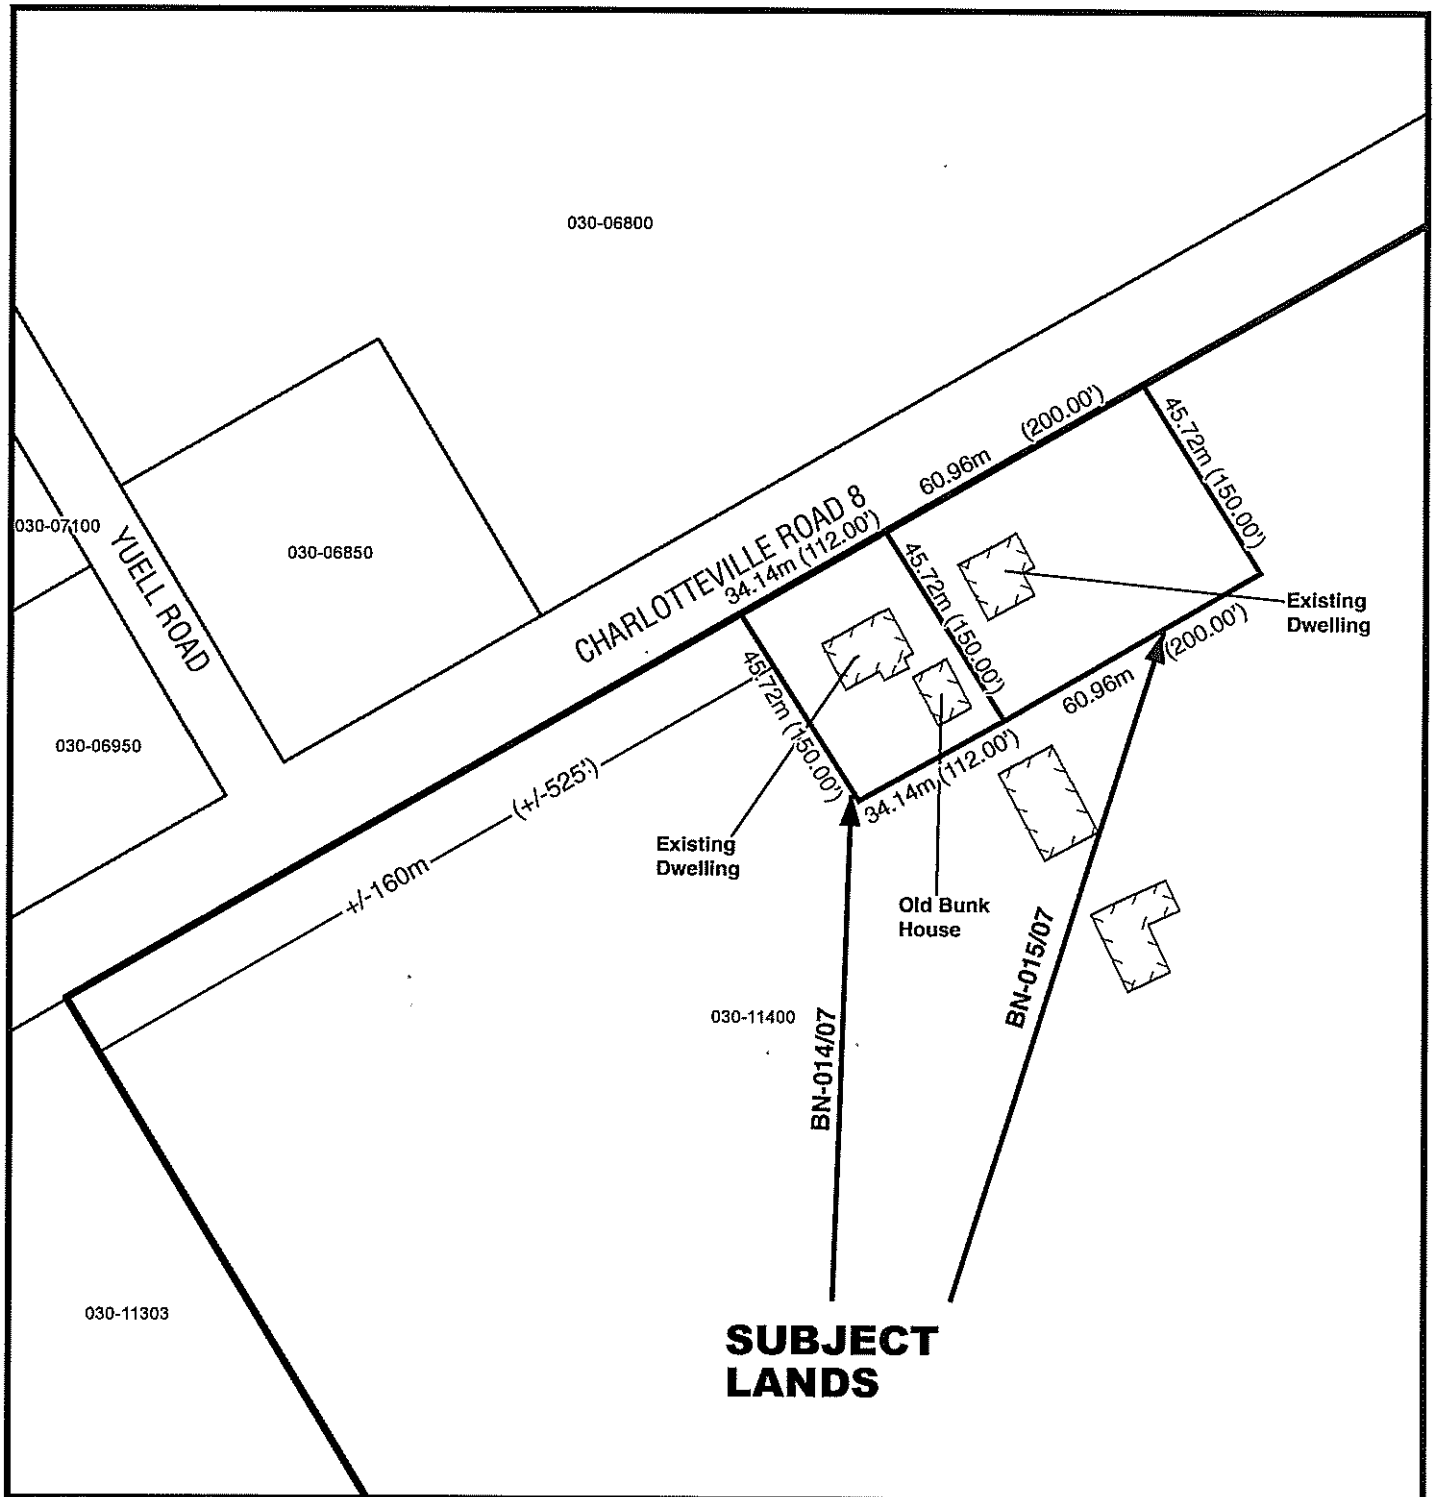 030-06800
030-07100
YUELL ROAD
030-06850
CHARLOTTEVILLE ROAD 8
34.14m (112.00')
60.96m (200.00')
45.72m (150.00')
45.72m (150.00')
45.72m (150.00')
Existing
Dwelling
60.96m (200.00')
34.14m (112.00')
030-06950
+/-160m (+/-525')
Existing
Dwelling
Old Bunk
House
030-11400
BN-014/07
BN-015/07
030-11303
SUBJECT
LANDS